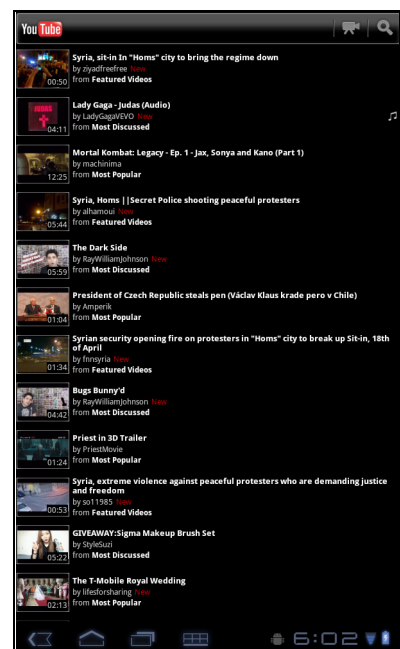 You Tube
Syria, sit-in In "Homs" city to bring the regime down
by ziyadfreefree New
00:50 from Featured Videos
Lady Gaga - Judas (Audio)
by LadyGagaVEVO New
04:11 from Most Discussed
Mortal Kombat: Legacy - Ep. 1 - Jax, Sonya and Kano (Part 1)
by machinima
12:25 from Most Popular
Syria, Homs ||Secret Police shooting peaceful protesters
by alhamoui New
05:44 from Featured Videos
The Dark Side
by RayWilliamJohnson New
05:59 from Most Discussed
President of Czech Republic steals pen (Václav Klaus krade pero v Chile)
by Amperik
01:04 from Most Popular
Syrian security opening fire on protesters in "Homs" city to break up Sit-in, 18th
of April
by fnnsyria New
01:34 from Featured Videos
Bugs Bunny'd
by RayWilliamJohnson New
04:42 from Most Discussed
Priest in 3D Trailer
by PriestMovie
01:24 from Most Popular
Syria, extreme violence against peaceful protesters who are demanding justice
and freedom
by so11985 New
00:53 from Featured Videos
GIVEAWAY:Sigma Makeup Brush Set
by StyleSuzi
05:22 from Most Discussed
The T-Mobile Royal Wedding
by lifesforsharing New
02:13 from Most Popular
6:02